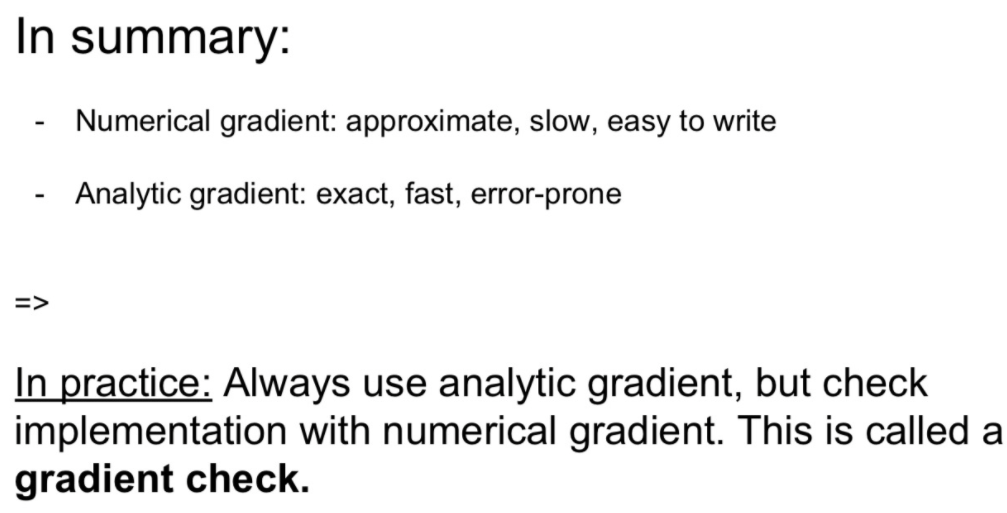 In summary:
- Numerical gradient: approximate, slow, easy to write
- Analytic gradient: exact, fast, error-prone
=>
In practice: Always use analytic gradient, but check
implementation with numerical gradient. This is called a
gradient check.